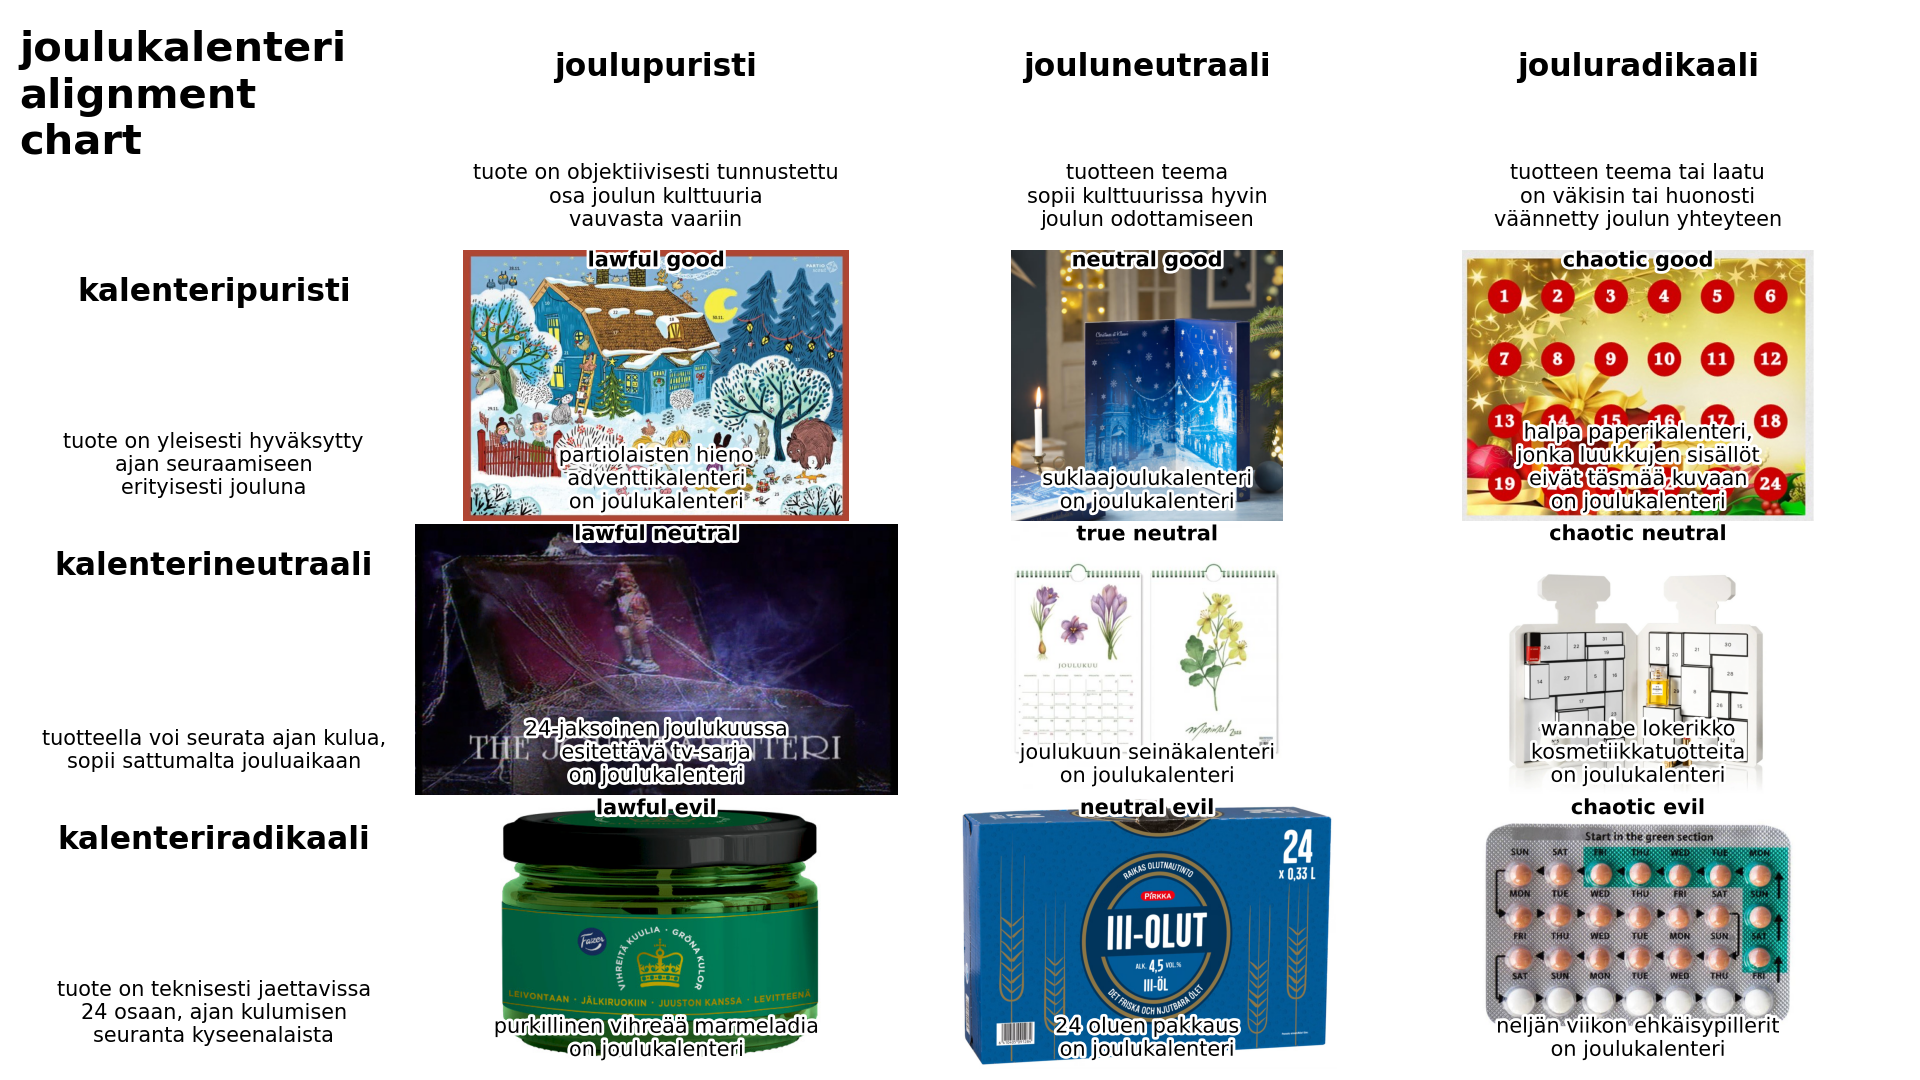 joulukalenteri
alignment
chart
joulupuristi
jouluneutraali
jouluradikaali
tuote on objektiivisesti tunnustettu
osa joulun kulttuuria
vauvasta vaariin
tuotteen teema
sopii kulttuurissa hyvin
joulun odottamiseen
tuotteen teema tai laatu
on väkisin tai huonosti
väännetty joulun yhteyteen
kalenteripuristi
tuote on yleisesti hyväksytty
ajan seuraamiseen
erityisesti jouluna
lawful good
partiolaisten hieno
adventtikalenteri
on joulukalenteri
neutral good
suklaajoulukalenteri
on joulukalenteri
chaotic good
1 2 3 4 5 6
7 8 9 10 11 12
13 14 15 16 17 18
19 24
halpa paperikalenteri,
jonka luukkujen sisällöt
eivät täsmää kuvaan
on joulukalenteri
kalenterineutraali
tuotteella voi seurata ajan kulua,
sopii sattumalta jouluaikaan
lawful neutral
24-jaksoinen joulukuussa
esitettävä tv-sarja
on joulukalenteri
true neutral
JOULUKUU
joulukuun seinäkalenteri
on joulukalenteri
chaotic neutral
wannabe lokerikko
kosmetiikkatuotteita
on joulukalenteri
kalenteriradikaali
tuote on teknisesti jaettavissa
24 osaan, ajan kulumisen
seuranta kyseenalaista
lawful evil
Fazer
VIHREITÄ KUULIA · GRÖNA KULOR
LEIVONTAAN · JÄLKIRUOKIIN · JUUSTON KANSSA · LEVITTEENÄ
purkillinen vihreää marmeladia
on joulukalenteri
neutral evil
24
x 0,33 L
RAIKAS OLUTNAUTINTO
PIRKKA
III-OLUT
ALK. 4,5 VOL.%
III-ÖL
DET FRISKA OCH NJUTBARA ÖLET
24 oluen pakkaus
on joulukalenteri
chaotic evil
Start in the green section
SUN SAT FRI THU WED TUE MON
MON TUE WED THU FRI SAT SUN
FRI THU WED TUE MON SUN SAT
SAT SUN MON TUE WED THU FRI
neljän viikon ehkäisypillerit
on joulukalenteri